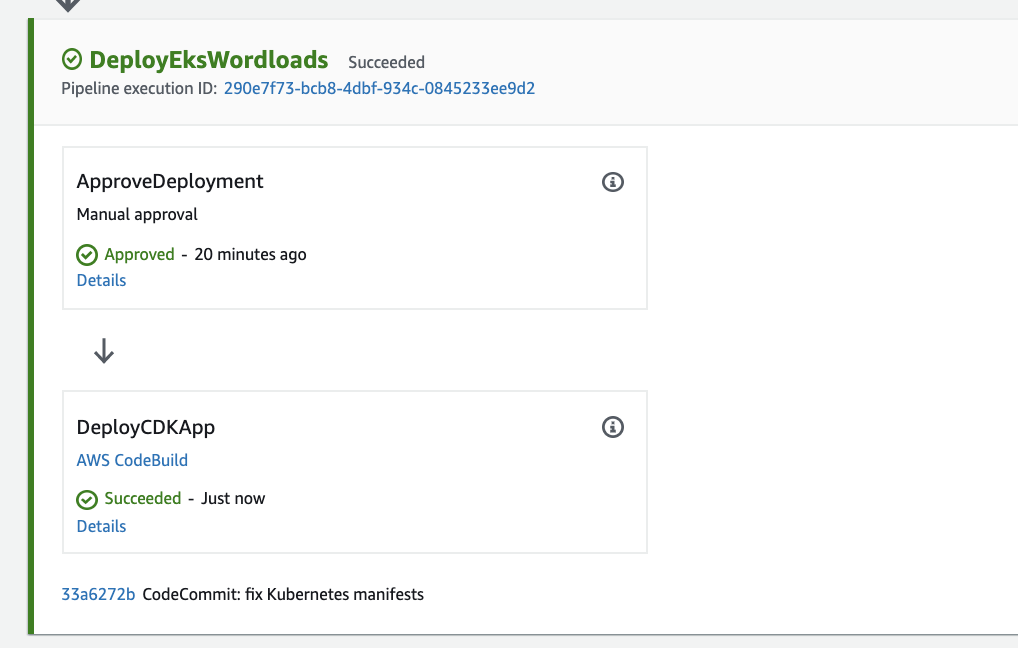 DeployEksWordloads Succeeded
Pipeline execution ID: 290e7f73-bcb8-4dbf-934c-0845233ee9d2
ApproveDeployment
Manual approval
Approved - 20 minutes ago
Details
DeployCDKApp
AWS CodeBuild
Succeeded - Just now
Details
33a6272b CodeCommit: fix Kubernetes manifests